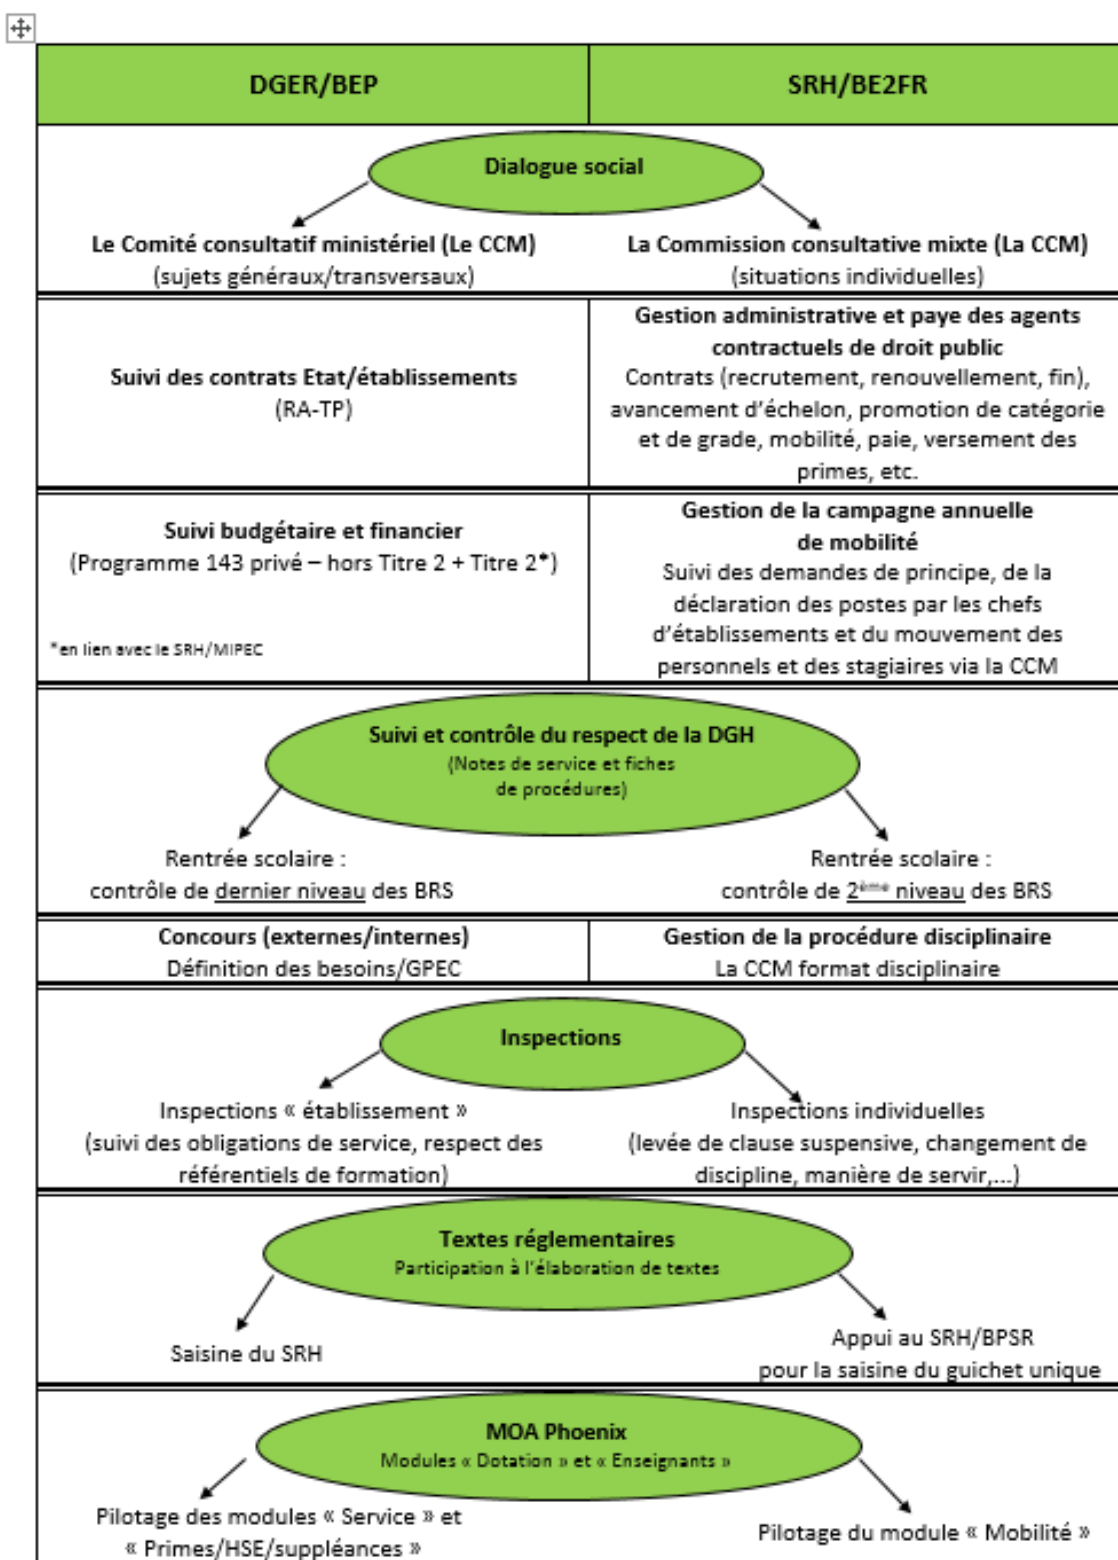 DGER/BEP
SRH/BE2FR
Dialogue social
Le Comité consultatif ministériel (Le CCM)
(sujets généraux/transversaux)
La Commission consultative mixte (La CCM)
(situations individuelles)
Suivi des contrats Etat/établissements
(RA-TP)
Gestion administrative et paye des agents
contractuels de droit public
Contrats (recrutement, renouvellement, fin),
avancement d’échelon, promotion de catégorie
et de grade, mobilité, paie, versement des
primes, etc.
Suivi budgétaire et financier
(Programme 143 privé – hors Titre 2 + Titre 2*)
*en lien avec le SRH/MIPEC
Gestion de la campagne annuelle
de mobilité
Suivi des demandes de principe, de la
déclaration des postes par les chefs
d’établissements et du mouvement des
personnels et des stagiaires via la CCM
Suivi et contrôle du respect de la DGH
(Notes de service et fiches
de procédures)
Rentrée scolaire :
contrôle de dernier niveau des BRS
Rentrée scolaire :
contrôle de 2ème niveau des BRS
Concours (externes/internes)
Définition des besoins/GPEC
Gestion de la procédure disciplinaire
La CCM format disciplinaire
Inspections
Inspections « établissement »
(suivi des obligations de service, respect des
référentiels de formation)
Inspections individuelles
(levée de clause suspensive, changement de
discipline, manière de servir,...)
Textes réglementaires
Participation à l’élaboration de textes
Saisine du SRH
Appui au SRH/BPSR
pour la saisine du guichet unique
MOA Phoenix
Modules « Dotation » et « Enseignants »
Pilotage des modules « Service » et
« Primes/HSE/suppléances »
Pilotage du module « Mobilité »